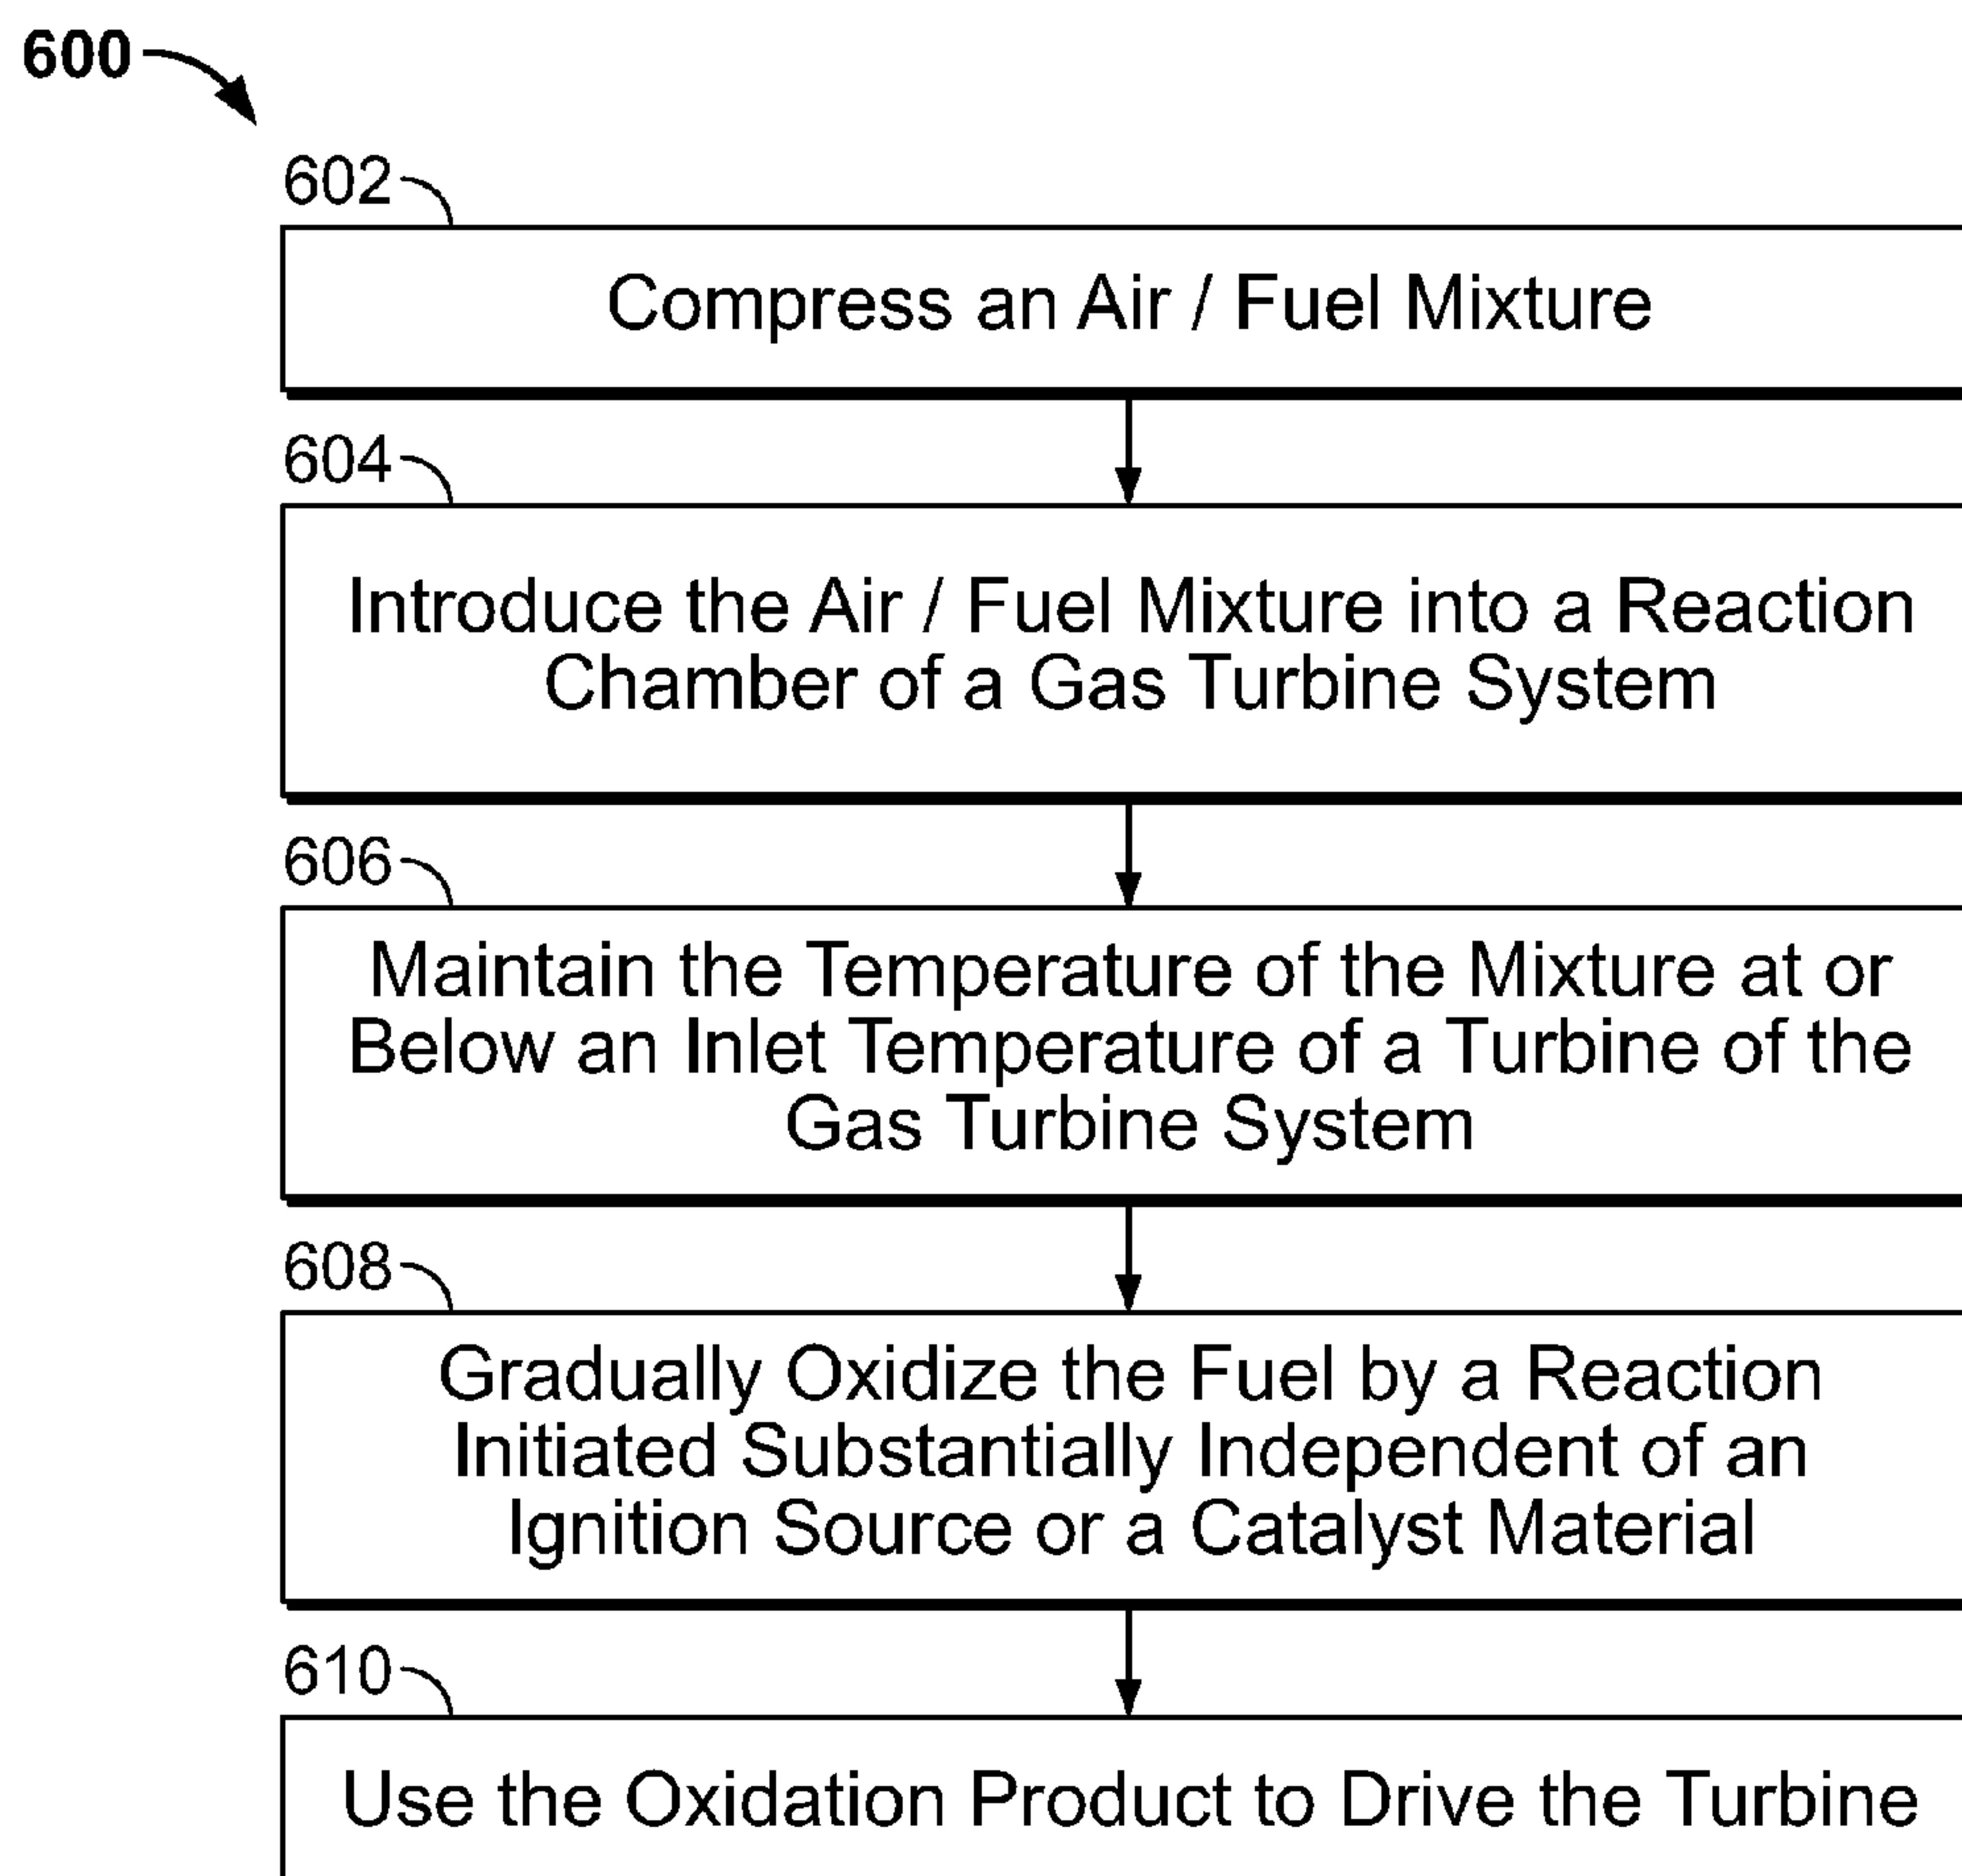 600
602
Compress an Air / Fuel Mixture
604
Introduce the Air / Fuel Mixture into a Reaction
Chamber of a Gas Turbine System
606
Maintain the Temperature of the Mixture at or
Below an Inlet Temperature of a Turbine of the
Gas Turbine System
608
Gradually Oxidize the Fuel by a Reaction
Initiated Substantially Independent of an
Ignition Source or a Catalyst Material
610
Use the Oxidation Product to Drive the Turbine